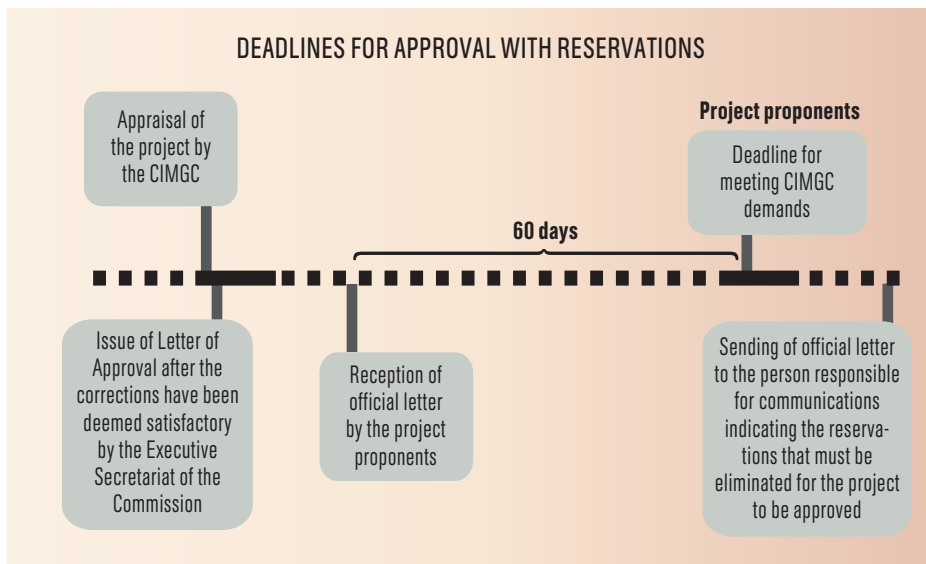 DEADLINES FOR APPROVAL WITH RESERVATIONS
Appraisal of
the project by
the CIMGC
Project proponents
Deadline for
meeting CIMGC
demands
60 days
Issue of Letter of
Approval after the
corrections have been
deemed satisfactory
by the Executive
Secretariat of the
Commission
Reception of
official letter
by the project
proponents
Sending of official letter
to the person responsible
for communications
indicating the reserva-
tions that must be
eliminated for the project
to be approved